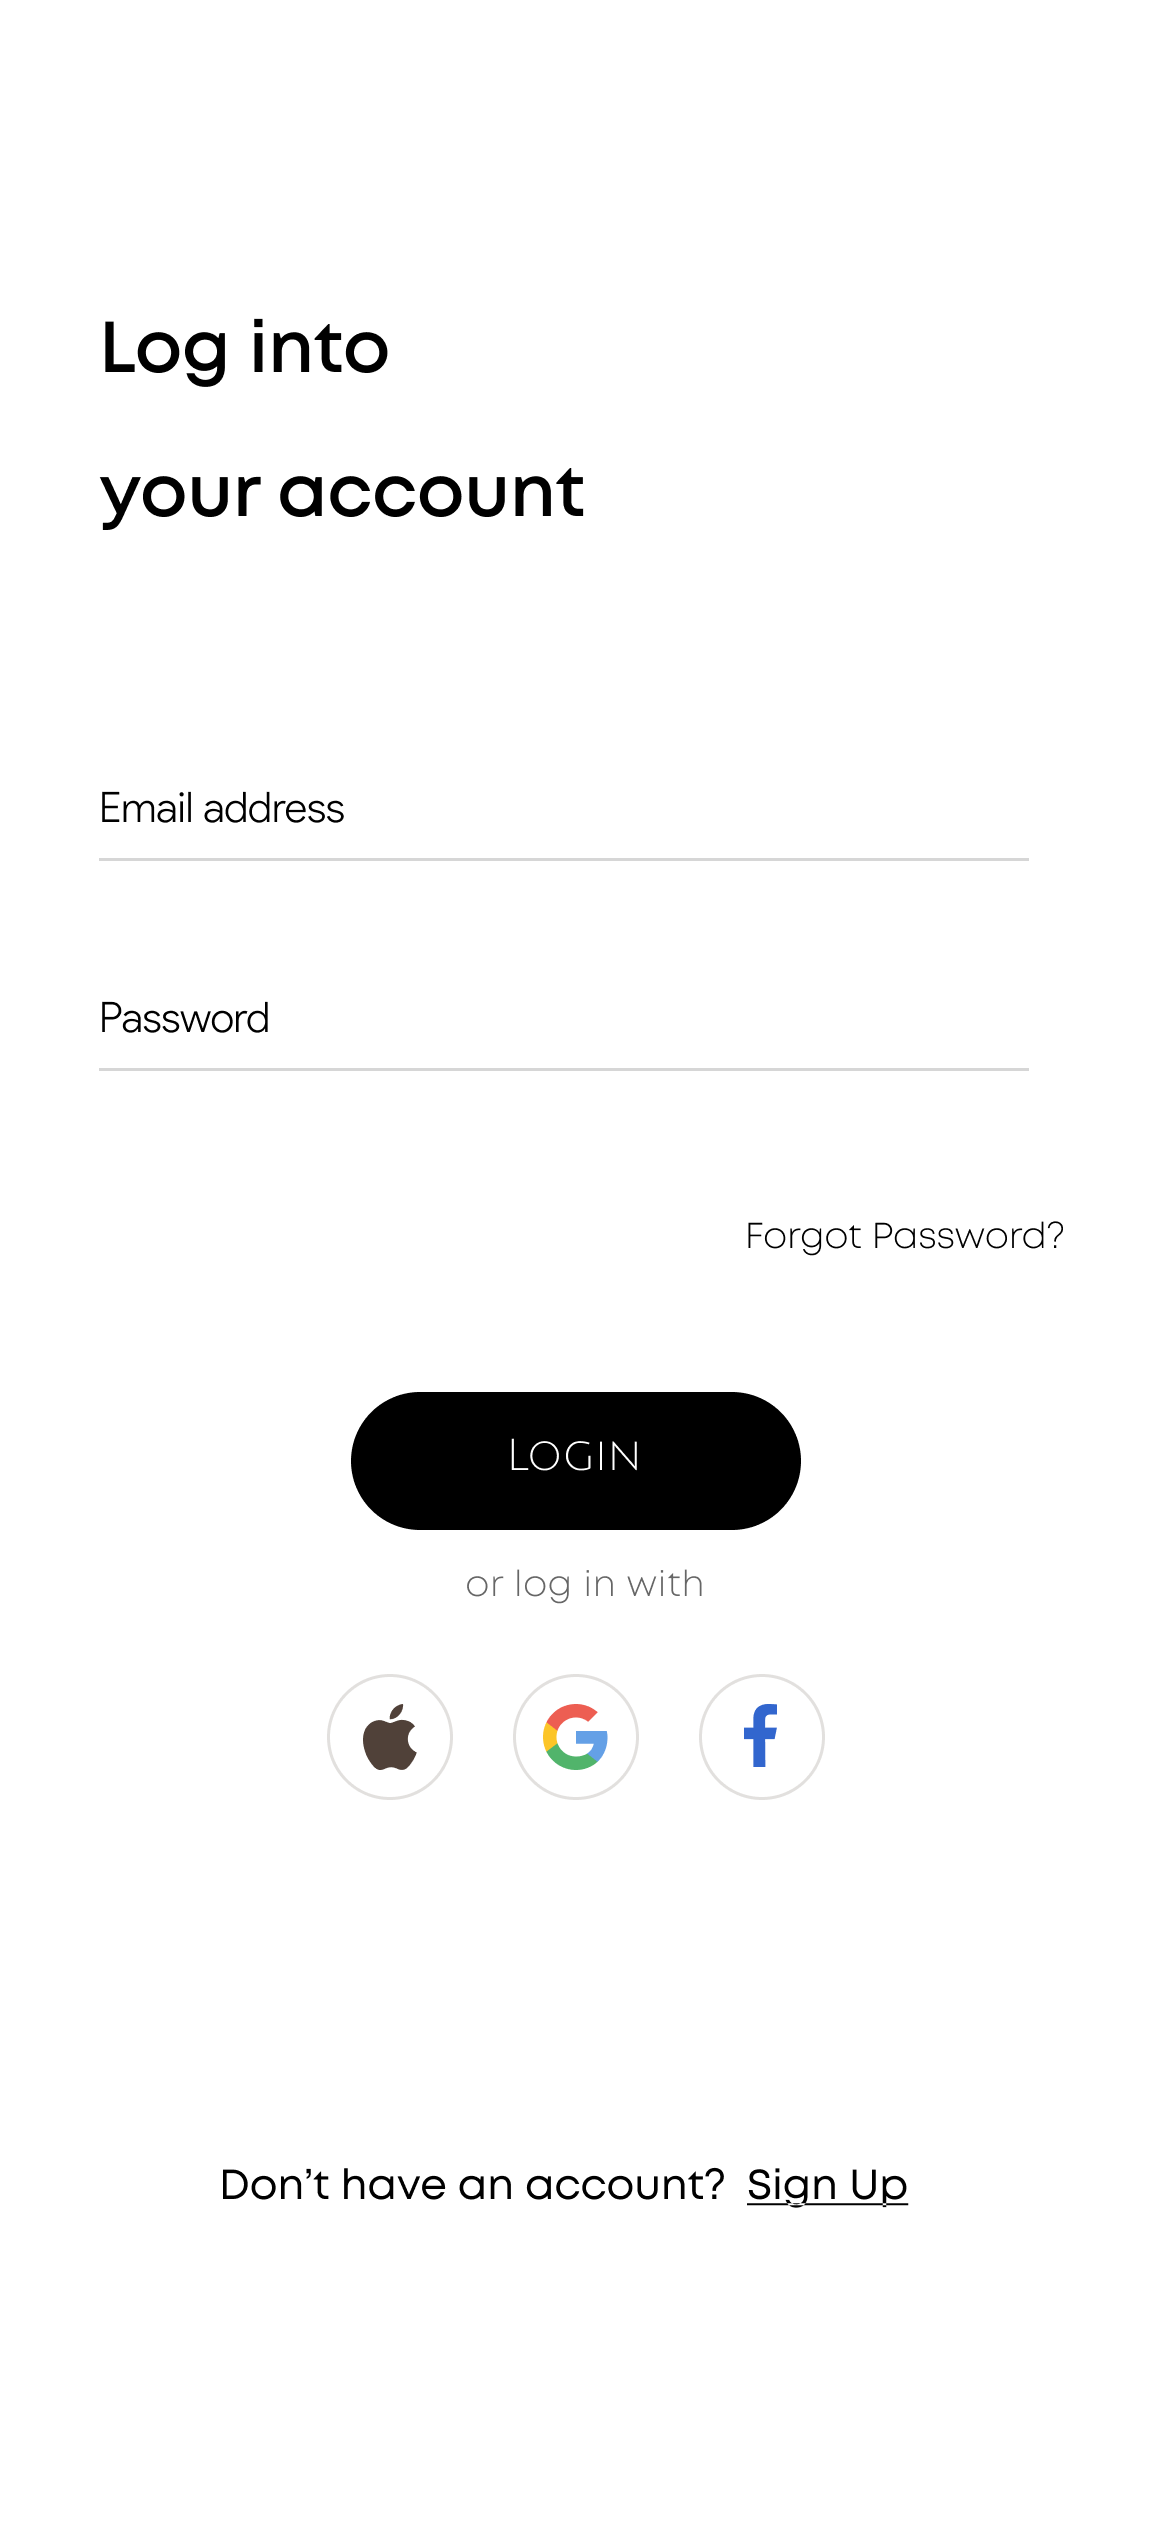 Log into
your account
Email address
Password
Forgot Password?
LOGIN
or log in with
Don’t have an account? Sign Up